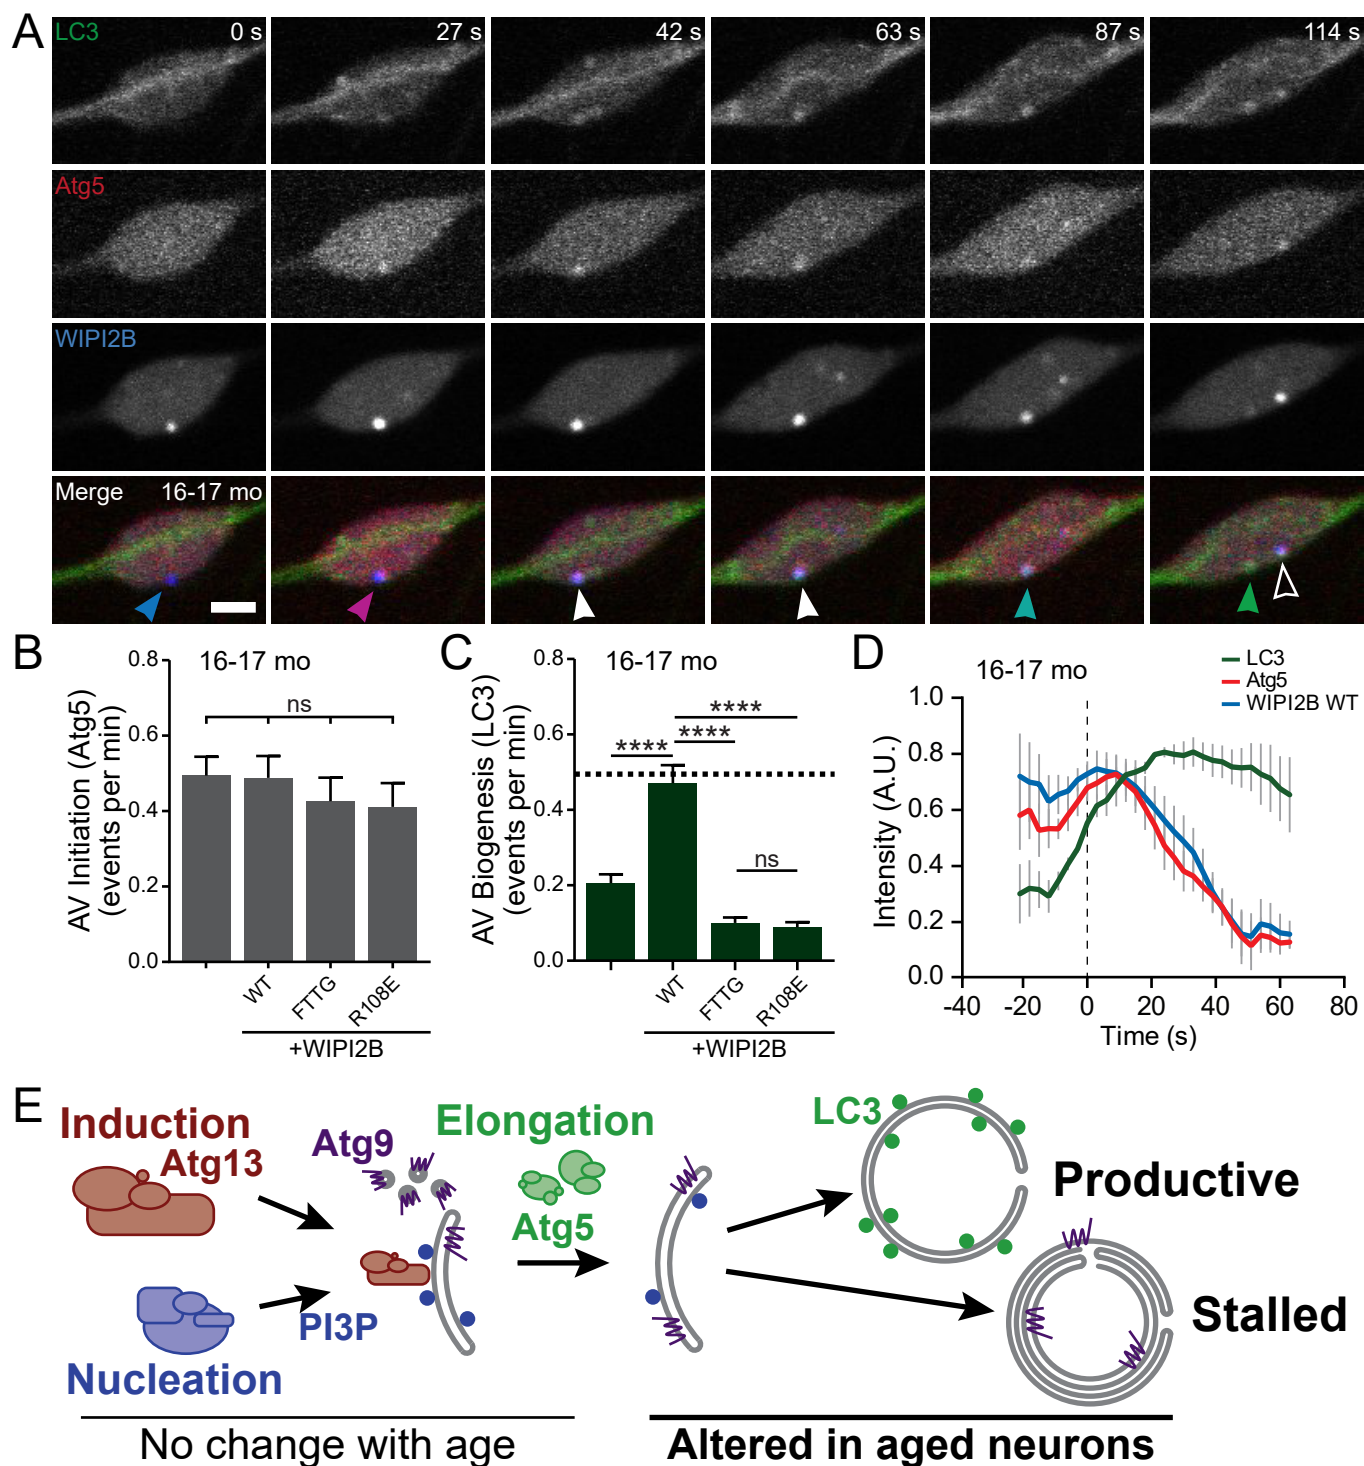 A
LC3
0 s
27 s
42 s
63 s
87 s
114 s
Atg5
WIPI2B
Merge
16-17 mo
B
16-17 mo
AV Initiation (Atg5)
(events per min)
0.8
0.6
0.4
0.2
0.0
ns
WT
FTTG
R108E
+WIPI2B
C
16-17 mo
AV Biogenesis (LC3)
(events per min)
0.8
0.6
0.4
0.2
0.0
****
****
****
ns
WT
FTTG
R108E
+WIPI2B
D
16-17 mo
LC3
Atg5
WIPI2B WT
Intensity (A.U.)
1.0
0.8
0.6
0.4
0.2
0.0
-40
-20
0
20
40
60
80
Time (s)
E
Induction
Atg13
Atg9
Elongation
Atg5
LC3
Productive
PI3P
Nucleation
Stalled
No change with age
Altered in aged neurons